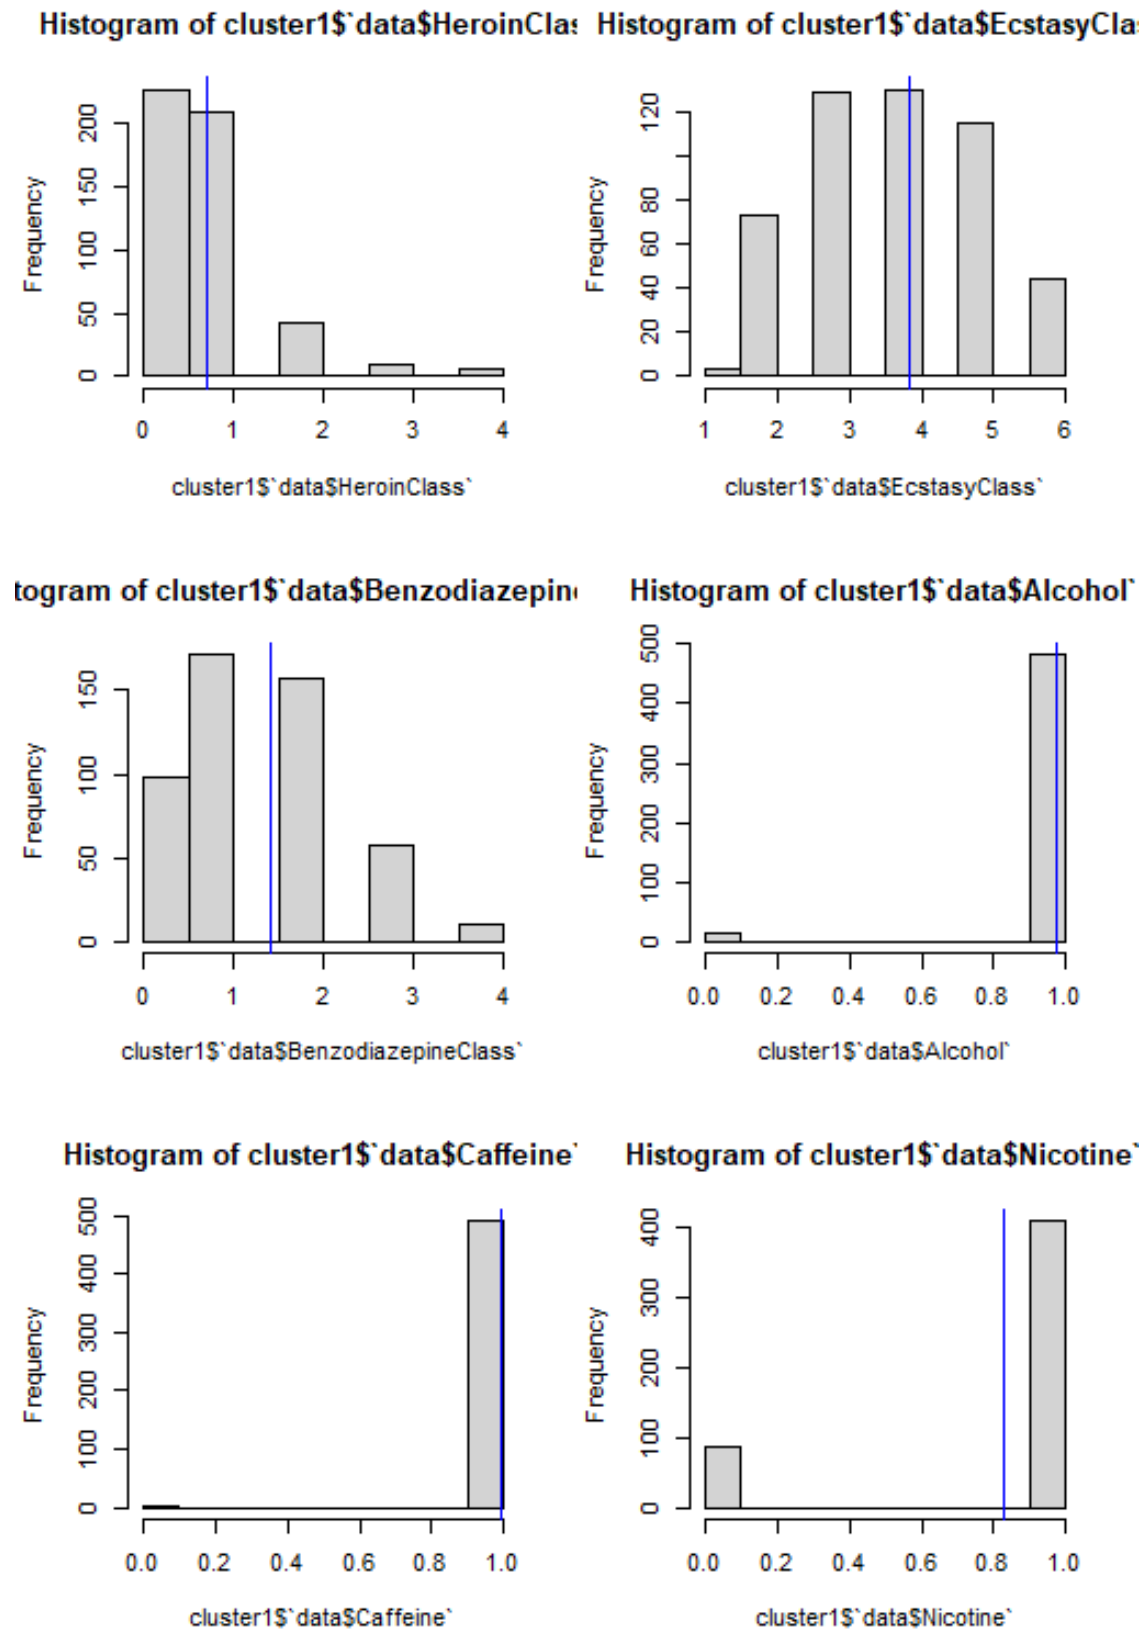 Histogram of cluster1$`data$HeroinClas
Histogram of cluster1$`data$EcstasyClas
Frequency
0 50 100 150 200
0 1 2 3 4
cluster1$`data$HeroinClass`
Frequency
0 20 40 60 80 120
1 2 3 4 5 6
cluster1$`data$EcstasyClass`
togram of cluster1$`data$Benzodiazepine
Histogram of cluster1$`data$Alcohol`
Frequency
0 50 100 150
0 1 2 3 4
cluster1$`data$BenzodiazepineClass`
Frequency
0 100 200 300 400 500
0.0 0.2 0.4 0.6 0.8 1.0
cluster1$`data$Alcohol`
Histogram of cluster1$`data$Caffeine`
Histogram of cluster1$`data$Nicotine`
Frequency
0 100 200 300 400 500
0.0 0.2 0.4 0.6 0.8 1.0
cluster1$`data$Caffeine`
Frequency
0 100 200 300 400
0.0 0.2 0.4 0.6 0.8 1.0
cluster1$`data$Nicotine`